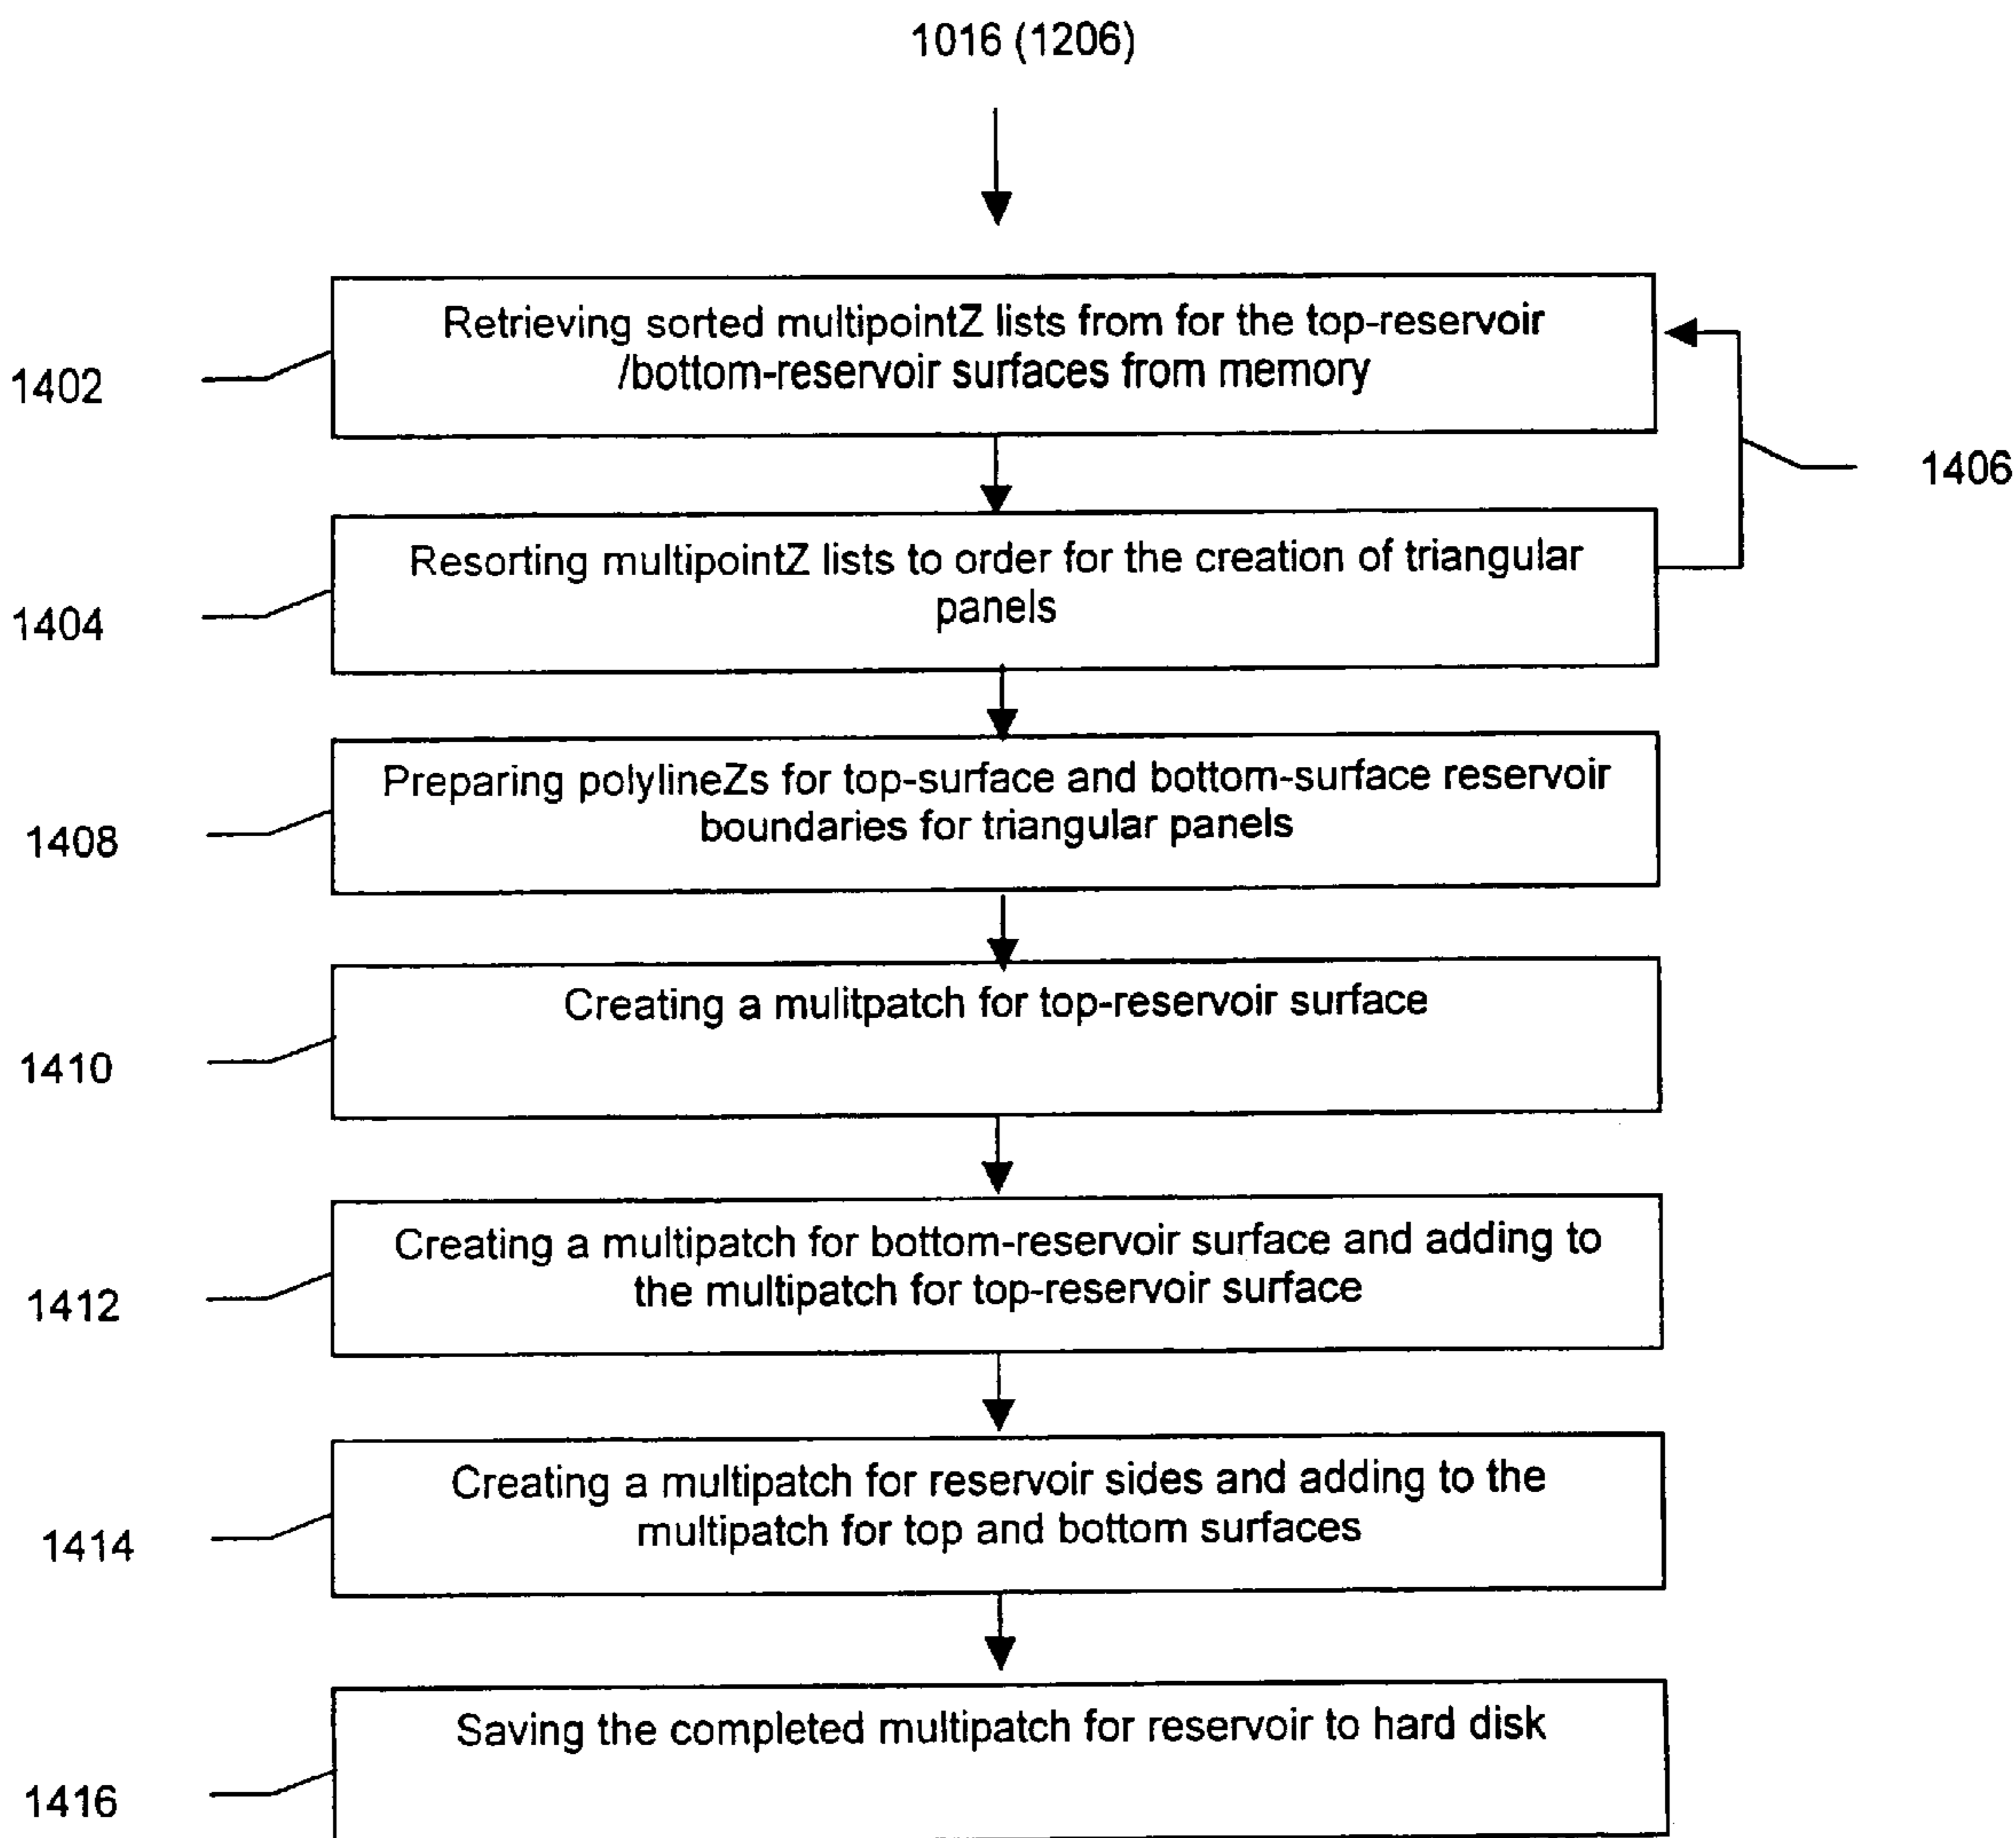 1016 (1206)
Retrieving sorted multipointZ lists from for the top-reservoir
/bottom-reservoir surfaces from memory
1402
1406
Resorting multipointZ lists to order for the creation of triangular
panels
1404
Preparing polylineZs for top-surface and bottom-surface reservoir
boundaries for triangular panels
1408
Creating a mulitpatch for top-reservoir surface
1410
Creating a multipatch for bottom-reservoir surface and adding to
the multipatch for top-reservoir surface
1412
Creating a multipatch for reservoir sides and adding to the
multipatch for top and bottom surfaces
1414
Saving the completed multipatch for reservoir to hard disk
1416